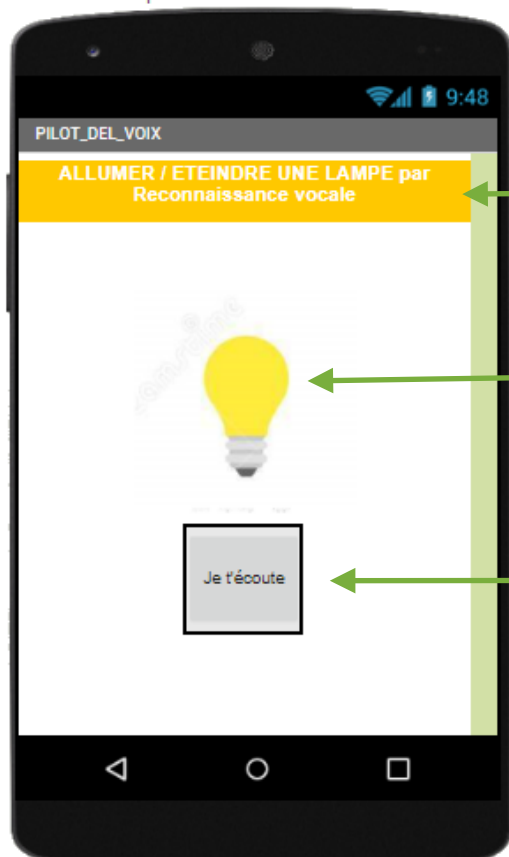 9:48
PILOT_DEL_VOIX
ALLUMER / ETEINDRE UNE LAMPE par
Reconnaissance vocale
Je t'écoute